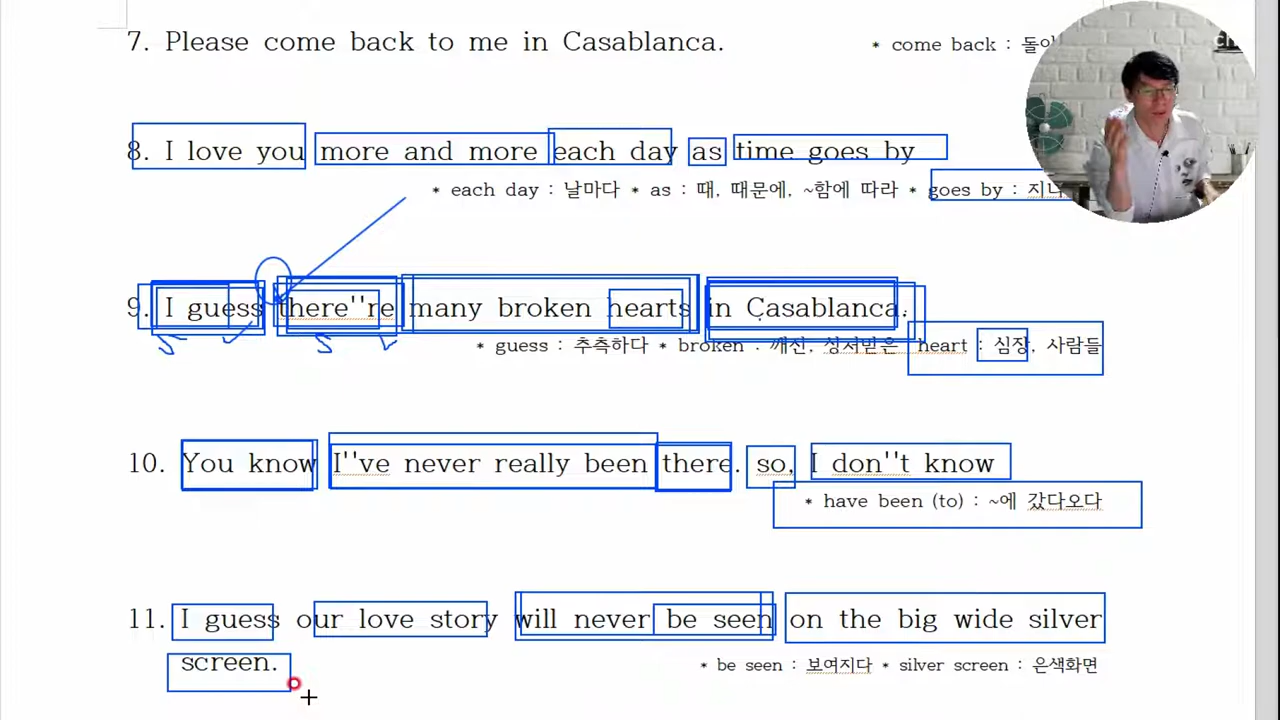 7. Please come back to me in Casablanca.
* come back : 돌아
8. I love you more and more each day as time goes by
* each day : 날마다 * as : 때, 때문에, ~함에 따라 * goes by : 지나
9. I guess there''re many broken hearts in Casablanca.
* guess : 추측하다 * broken : 깨진, 상처받은 heart : 심장, 사람들
10. You know I''ve never really been there. so, I don''t know
* have been (to) : ~에 갔다오다
11. I guess our love story will never be seen on the big wide silver
screen.
* be seen : 보여지다 * silver screen : 은색화면